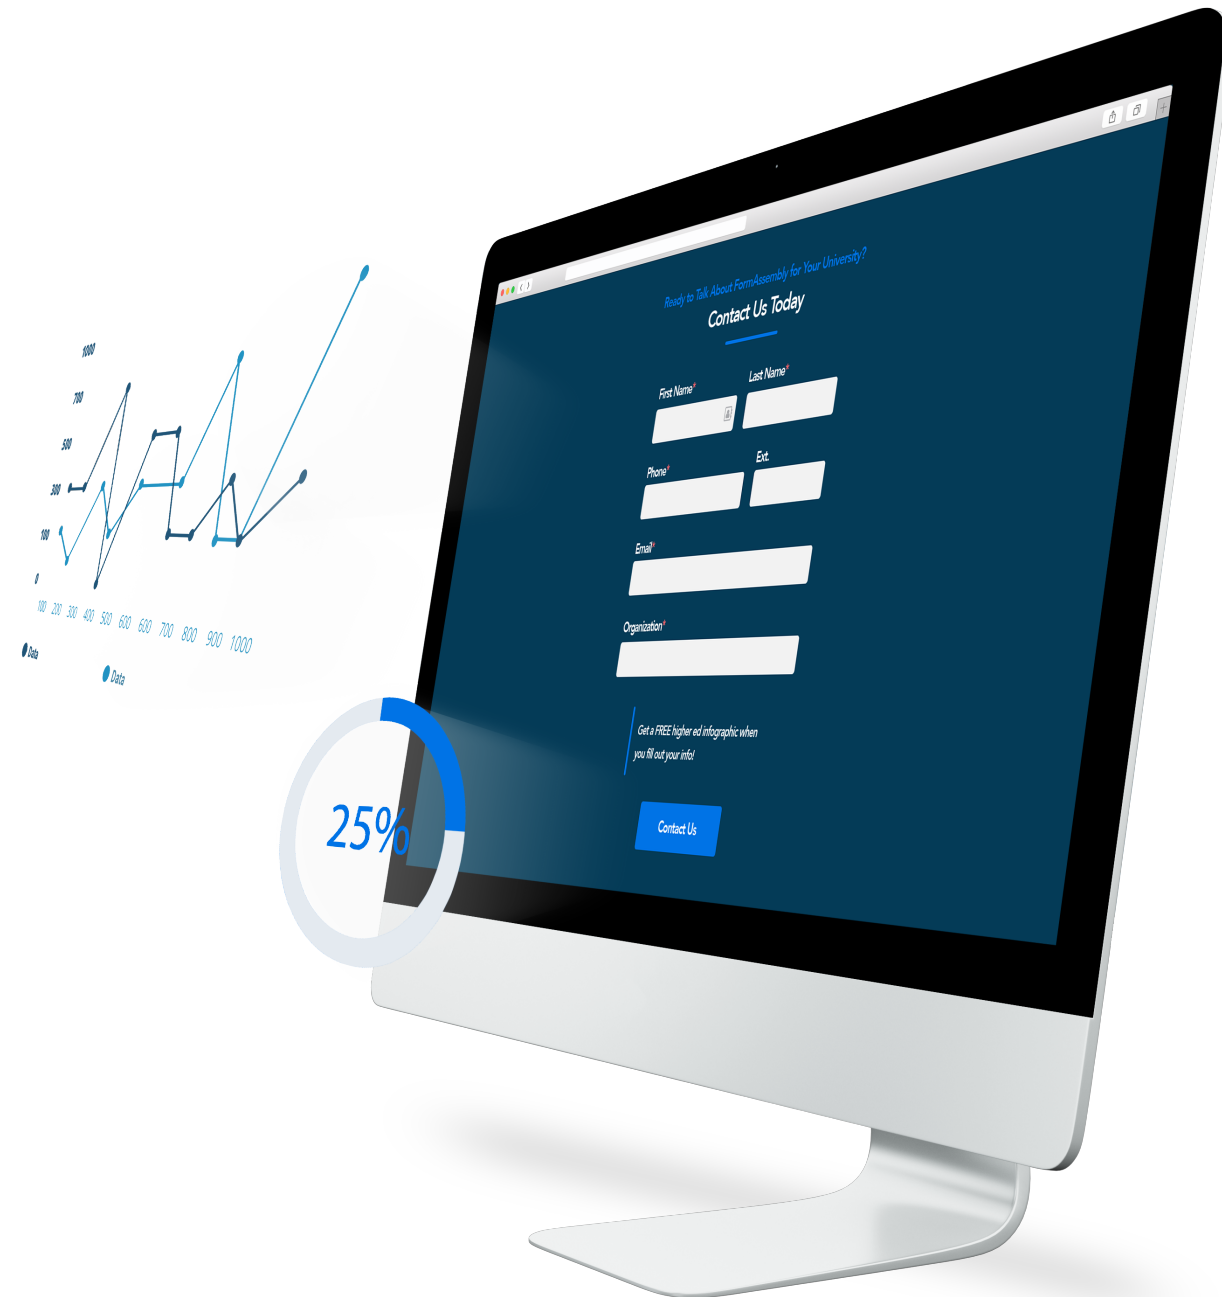 Ready to Talk About FormAssembly for Your University?
Contact Us Today
First Name* Last Name*
Phone* Ext.
Email*
Organization*
Get a FREE higher ed infographic when
you fill out your info!
Contact Us
1000
700
500
300
100
0
100 200 300 400 500 600 600 700 800 900 1000
Data Data
25%